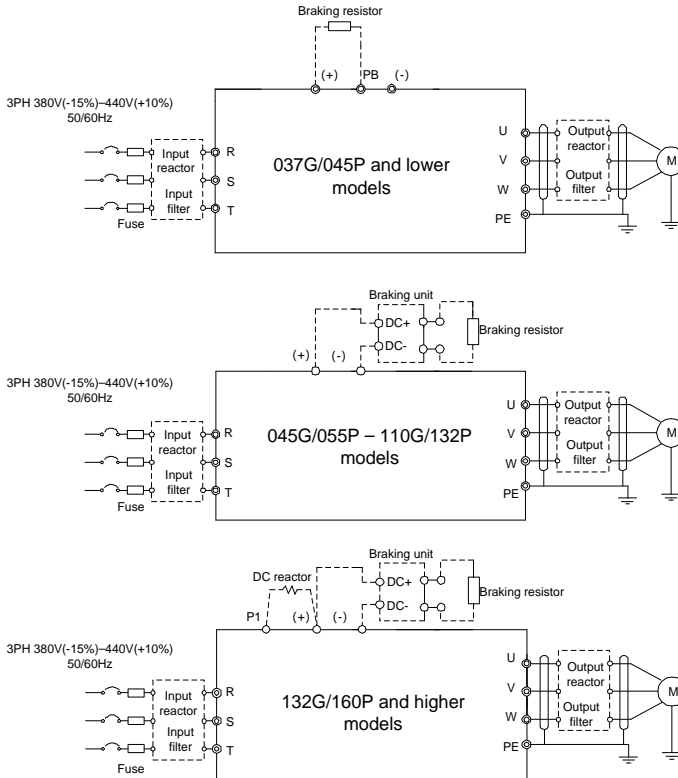 Braking resistor
(+) PB (-)
3PH 380V(-15%)–440V(+10%)
50/60Hz
Input
reactor
Input
filter
Fuse
R
S
T
037G/045P and lower
models
U
V
W
PE
Output
reactor
Output
filter
M
Braking unit
DC+
DC-
Braking resistor
(+) (-)
3PH 380V(-15%)–440V(+10%)
50/60Hz
Input
reactor
Input
filter
Fuse
R
S
T
045G/055P – 110G/132P
models
U
V
W
PE
Output
reactor
Output
filter
M
Braking unit
DC reactor
DC+
DC-
Braking resistor
P1 (+) (-)
3PH 380V(-15%)–440V(+10%)
50/60Hz
Input
reactor
Input
filter
Fuse
R
S
T
132G/160P and higher
models
U
V
W
PE
Output
reactor
Output
filter
M